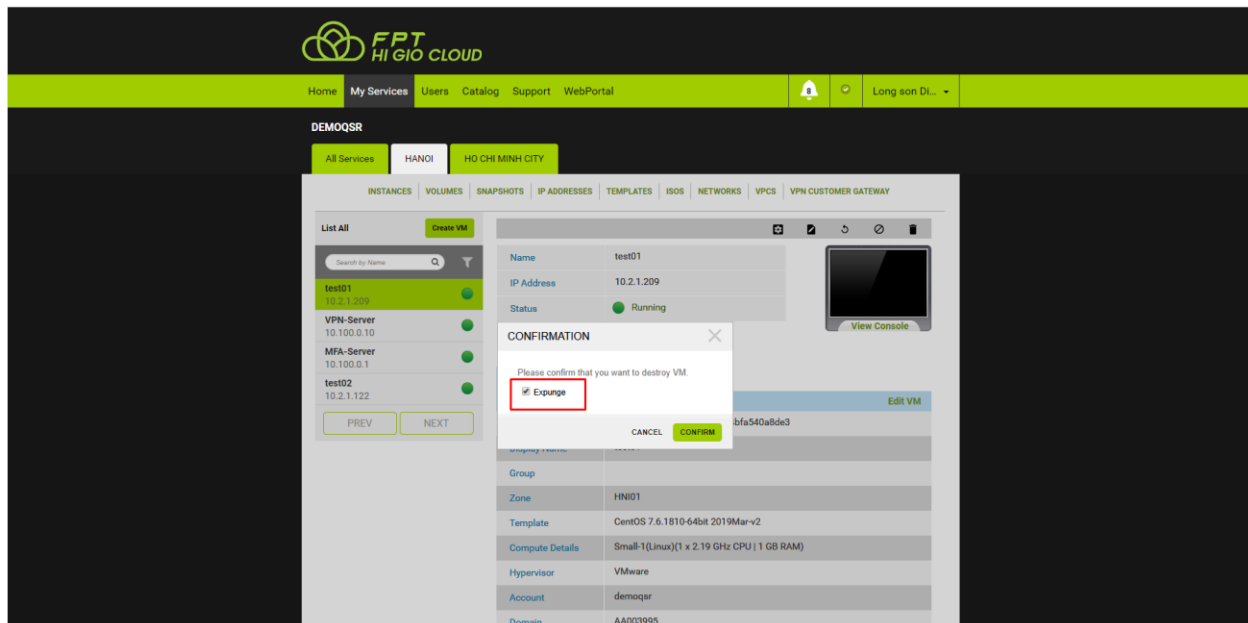 FPT
HI GIO CLOUD
Home My Services Users Catalog Support WebPortal 8 Long son Di...
DEMOQSR
All Services HANOI HO CHI MINH CITY
INSTANCES VOLUMES SNAPSHOTS IP ADDRESSES TEMPLATES ISOS NETWORKS VPCS VPN CUSTOMER GATEWAY
List All Create VM
Search by Name
test01
10.2.1.209
VPN-Server
10.100.0.10
MFA-Server
10.100.0.1
test02
10.2.1.122
PREV NEXT
Name test01
IP Address 10.2.1.209
Status Running
View Console
CONFIRMATION
Please confirm that you want to destroy VM.
Expunge
CANCEL CONFIRM
Edit VM
bfa540a8de3
Display Name
Group
Zone HNI01
Template CentOS 7.6.1810-64bit 2019Mar-v2
Compute Details Small-1(Linux)(1 x 2.19 GHz CPU | 1 GB RAM)
Hypervisor VMware
Account demoqsr
Domain AA003995